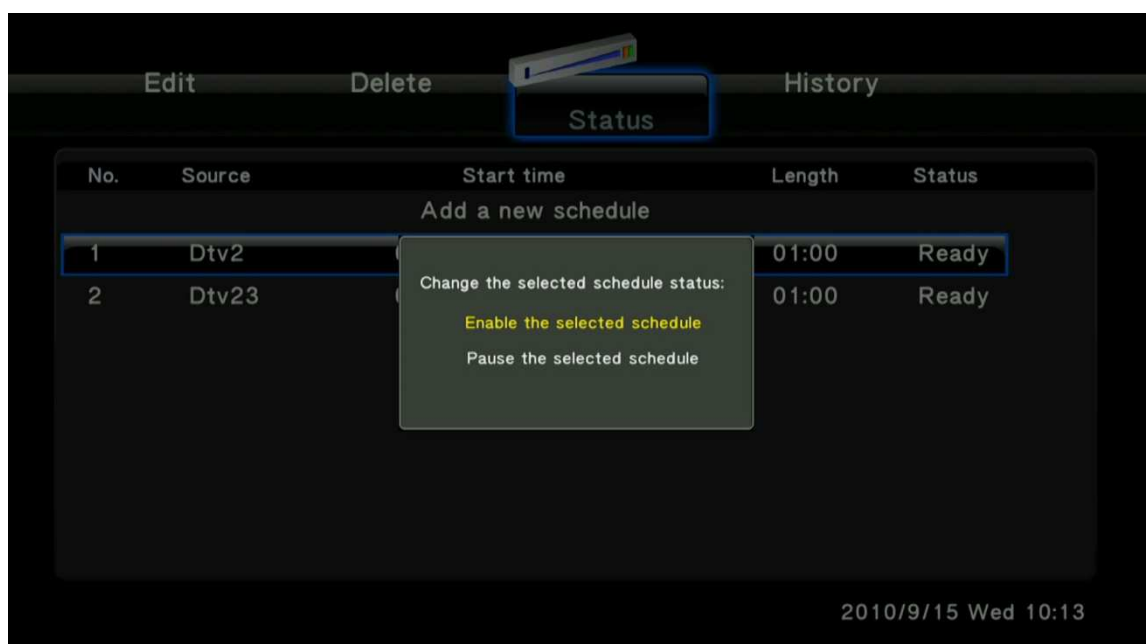 Edit Delete Status History
No. Source Start time Length Status
Add a new schedule
1 Dtv2 01:00 Ready
2 Dtv23 01:00 Ready
Change the selected schedule status:
Enable the selected schedule
Pause the selected schedule
2010/9/15 Wed 10:13